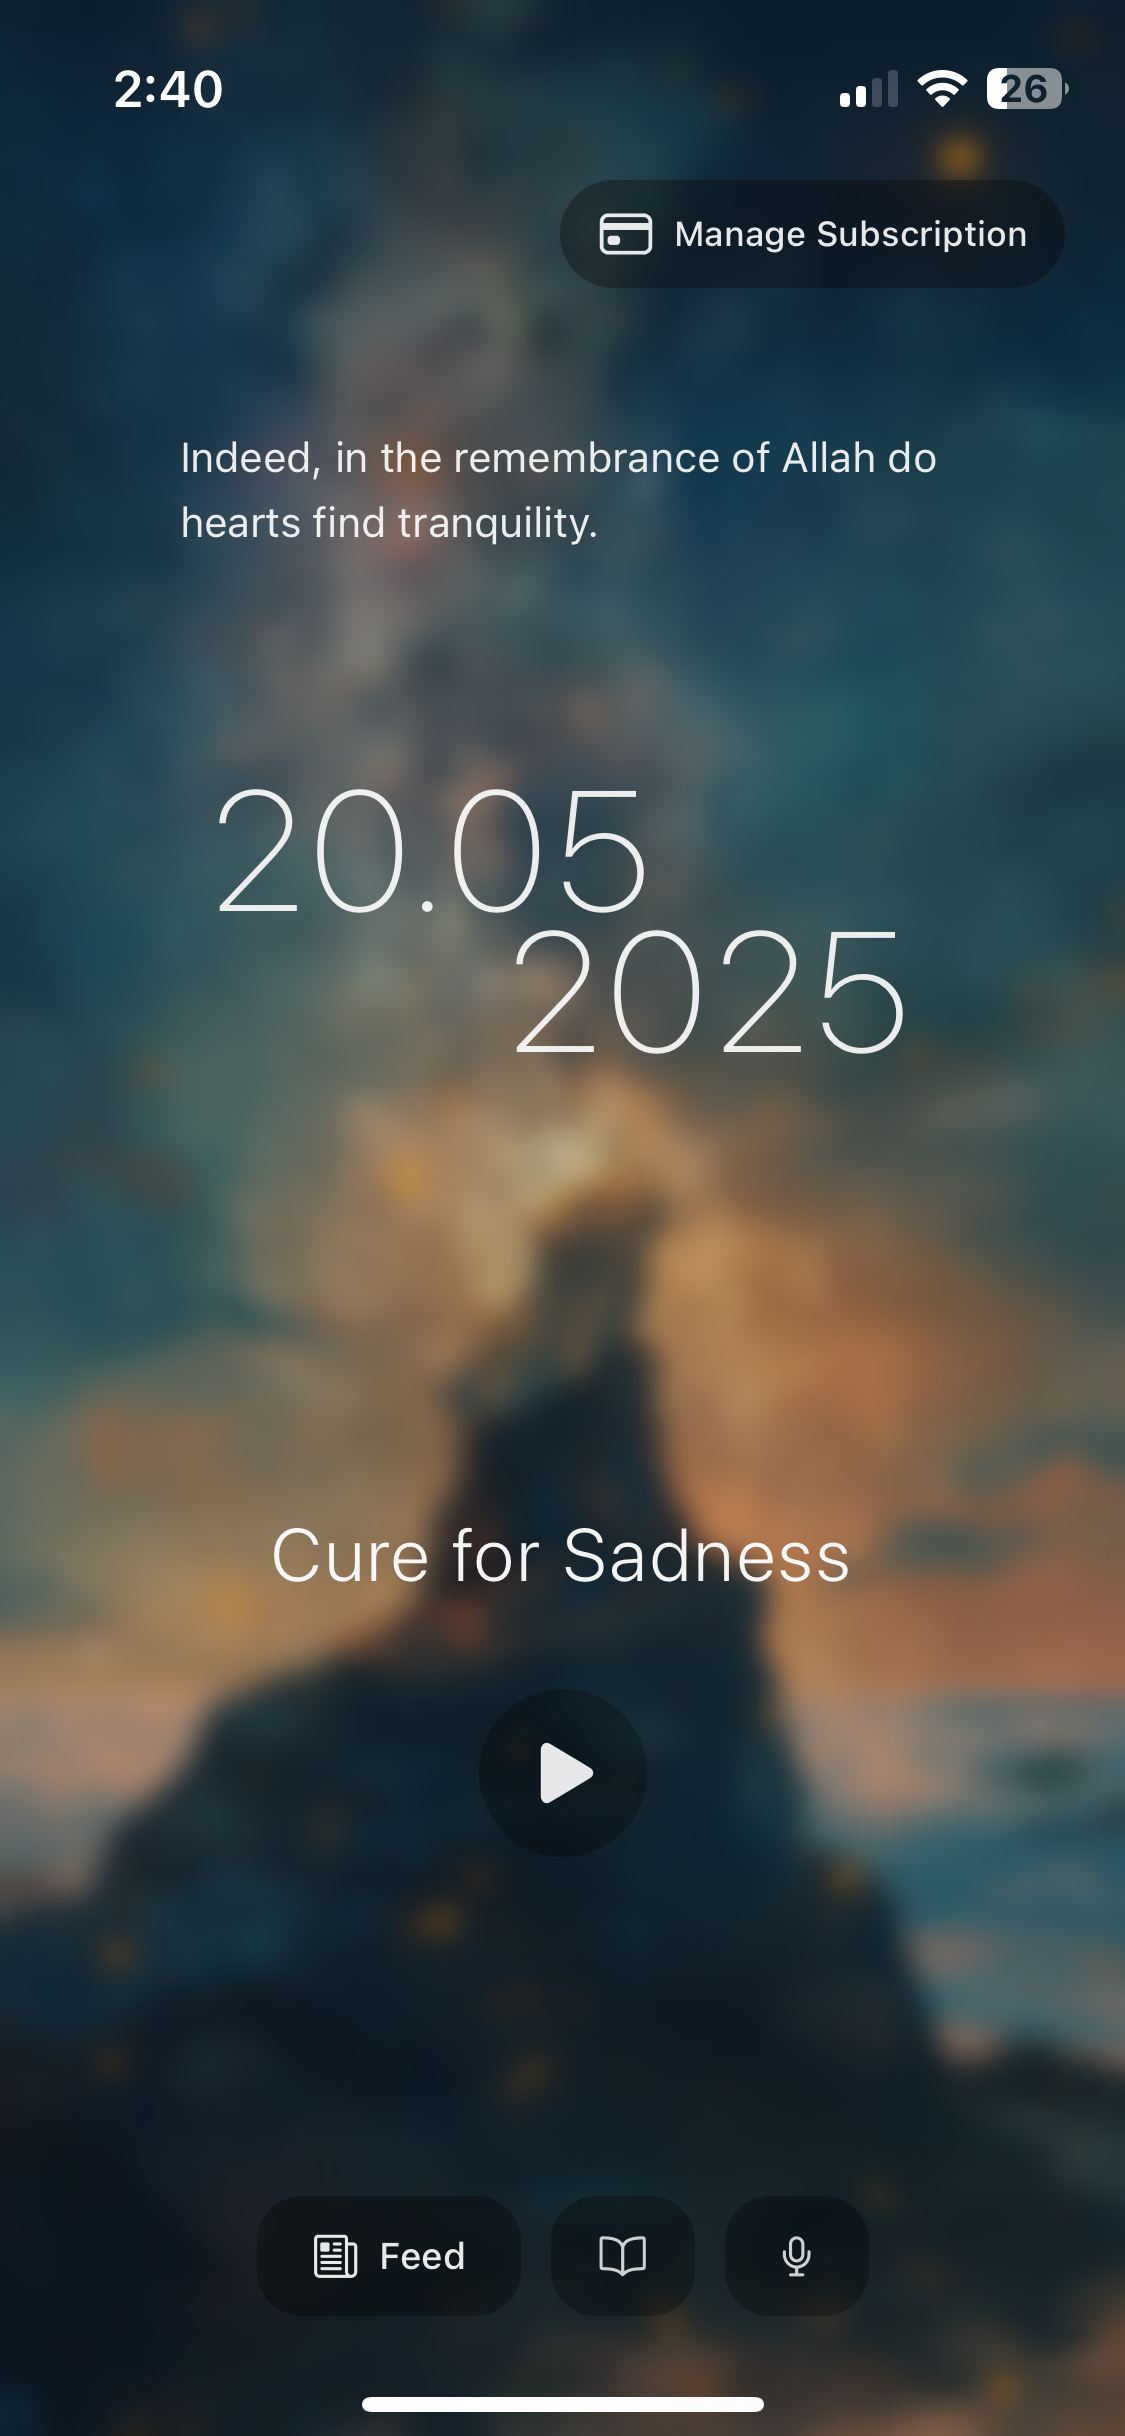 2:40
26
Manage Subscription
Indeed, in the remembrance of Allah do
hearts find tranquility.
20.05
2025
Cure for Sadness
Feed